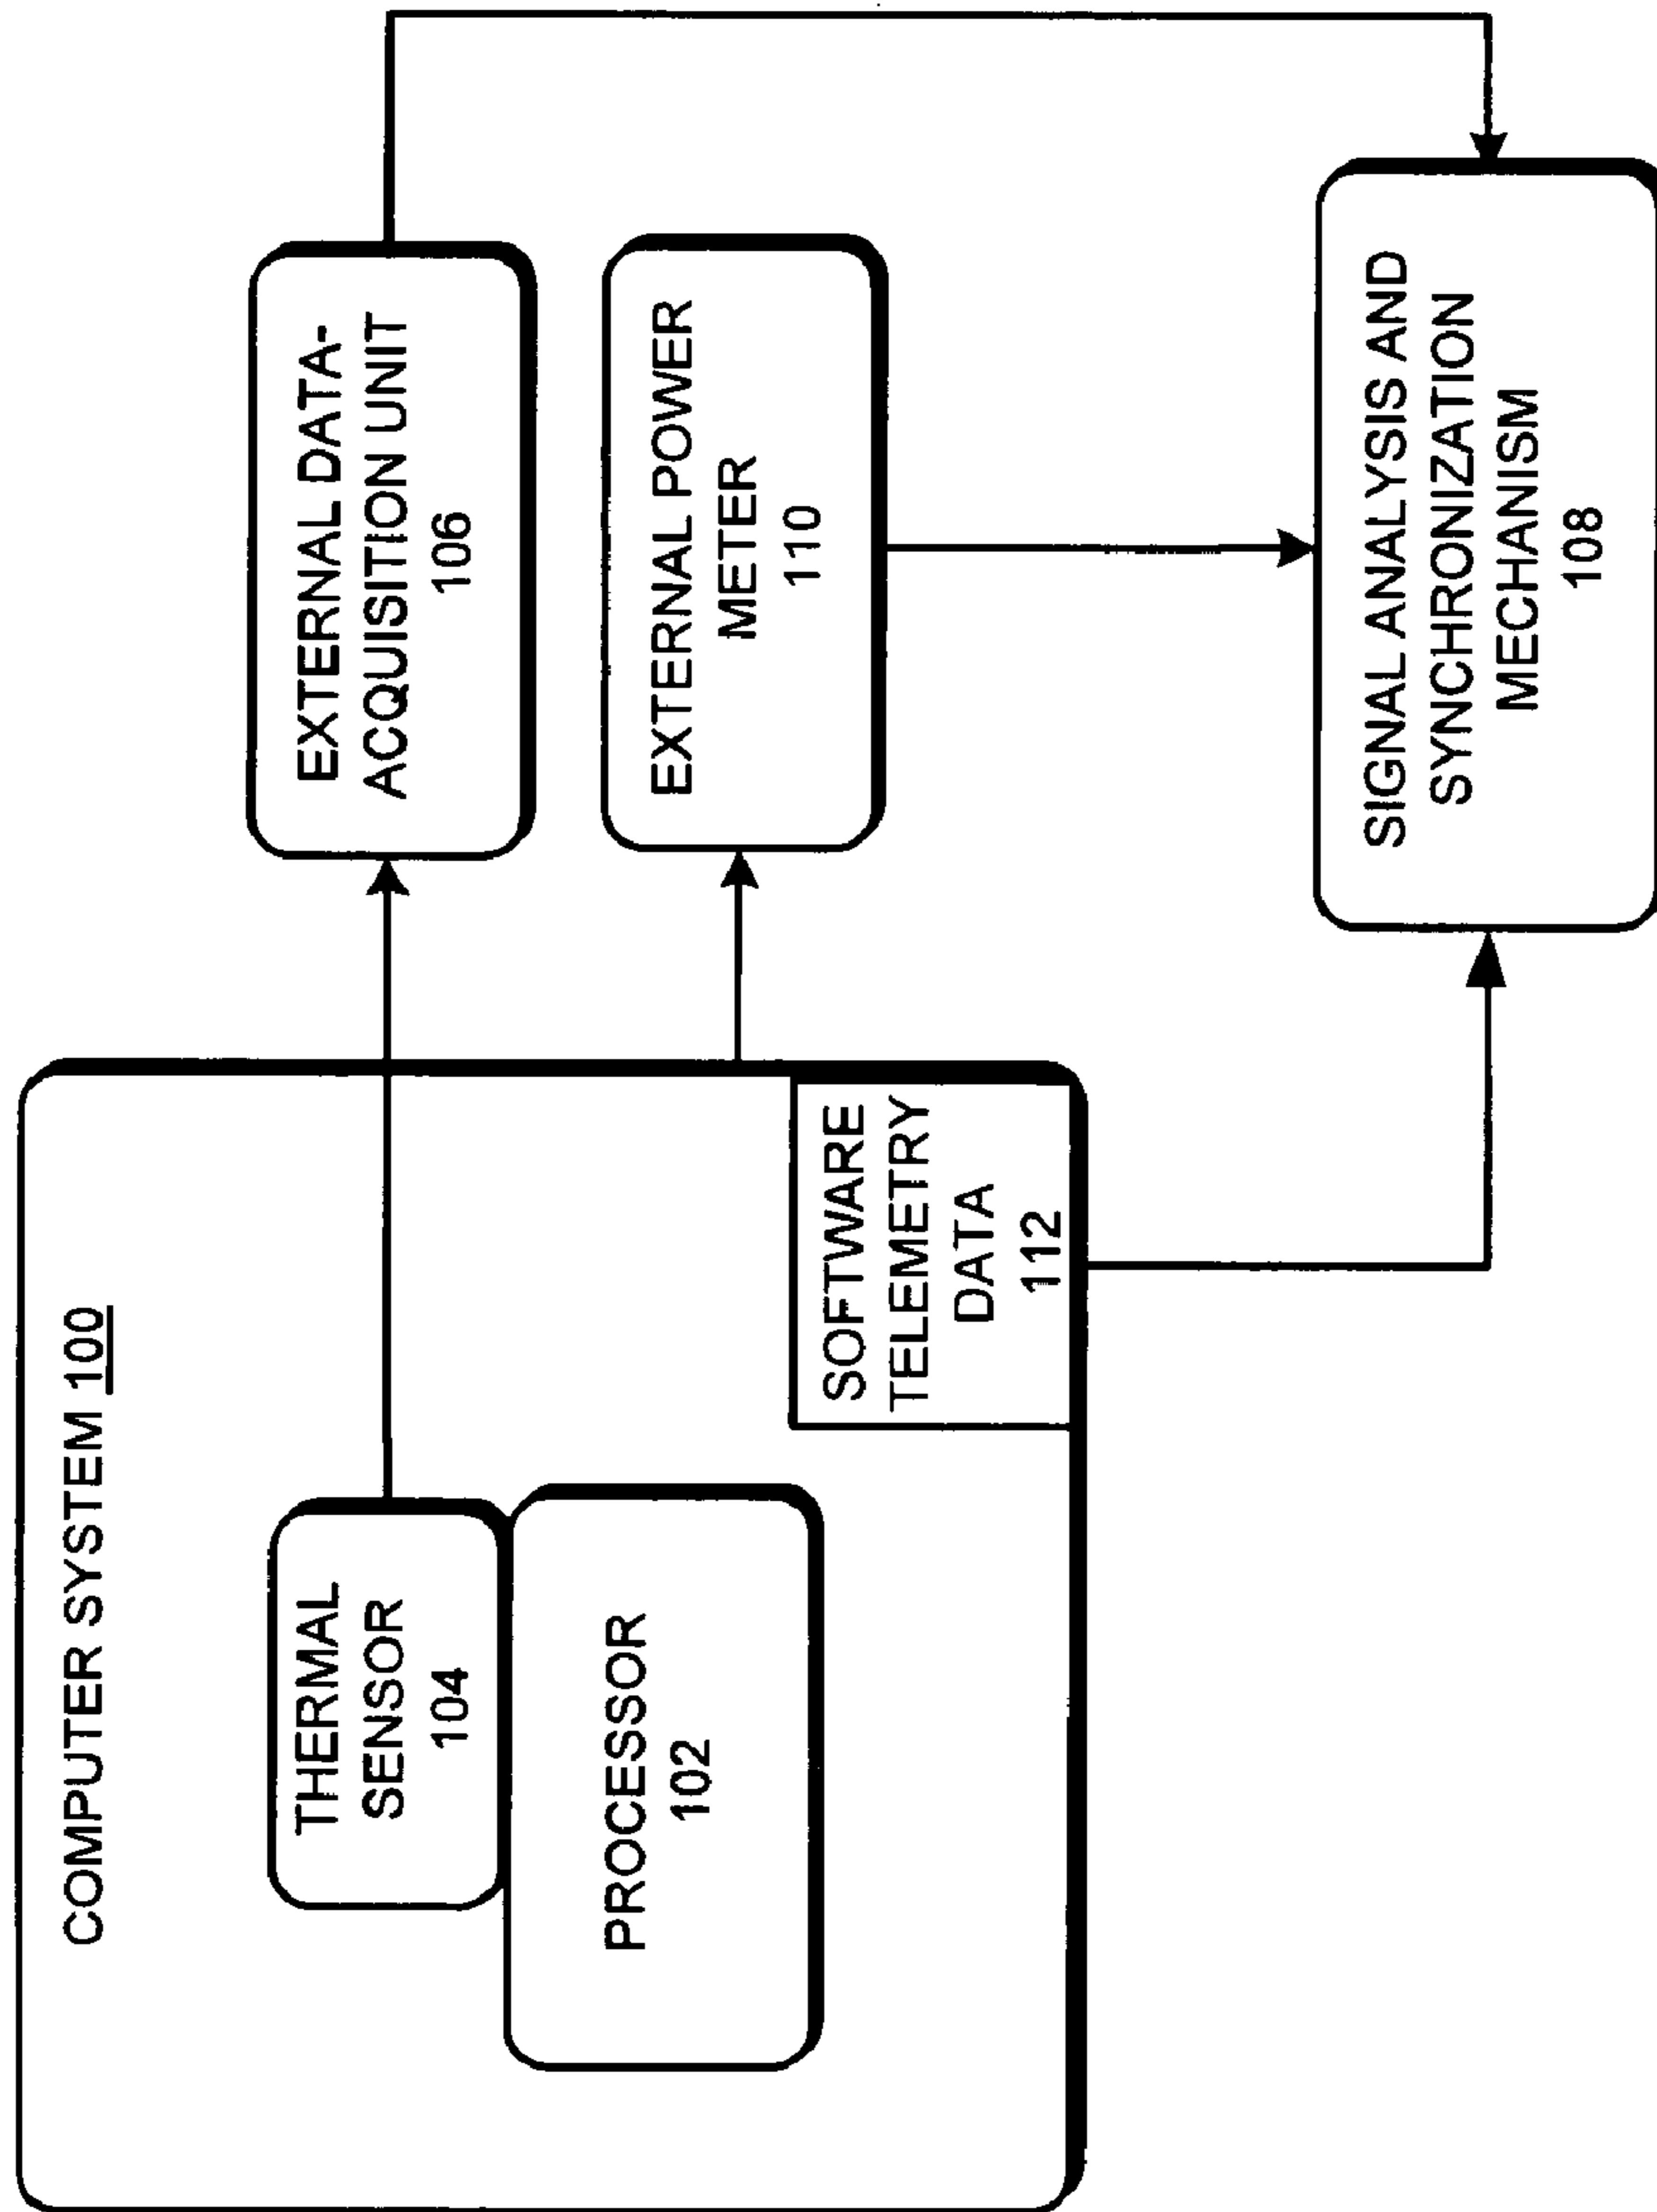 COMPUTER SYSTEM 100
THERMAL
SENSOR
104
PROCESSOR
102
SOFTWARE
TELEMETRY
DATA
112
EXTERNAL DATA-
ACQUISITION UNIT
106
EXTERNAL POWER
METER
110
SIGNAL ANALYSIS AND
SYNCHRONIZATION
MECHANISM
108